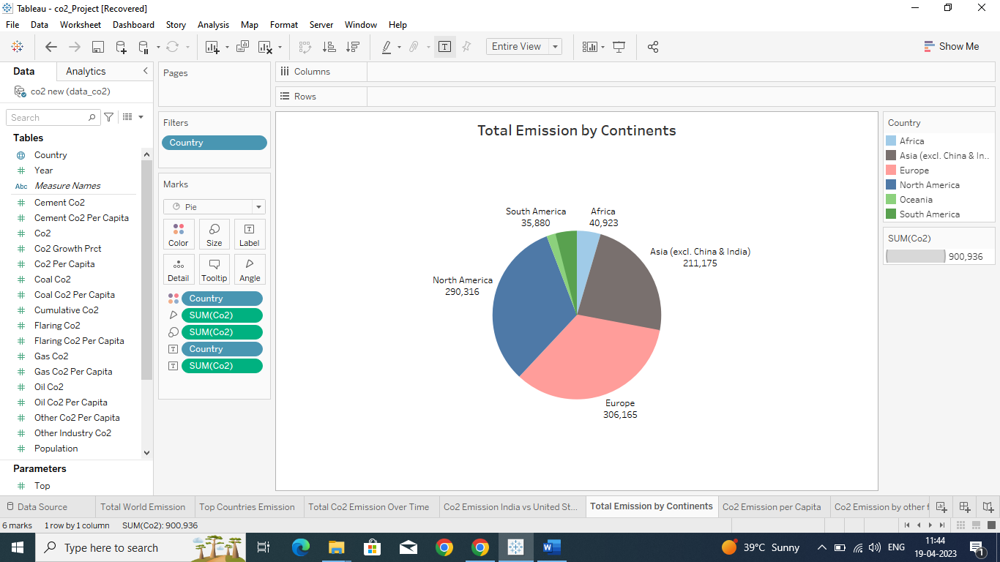 Tableau - co2_Project [Recovered]
File Data Worksheet Dashboard Story Analysis Map Format Server Window Help
Entire View
Show Me
Data Analytics
co2 new (data_co2)
Search
Tables
Country
Year
Abc Measure Names
Cement Co2
Cement Co2 Per Capita
Co2
Co2 Growth Prct
Co2 Per Capita
Coal Co2
Coal Co2 Per Capita
Cumulative Co2
Flaring Co2
Flaring Co2 Per Capita
Gas Co2
Gas Co2 Per Capita
Oil Co2
Oil Co2 Per Capita
Other Co2 Per Capita
Other Industry Co2
Population
Parameters
Top
Pages
Filters
Country
Marks
Pie
Color Size Label
Detail Tooltip Angle
Country
SUM(Co2)
SUM(Co2)
Country
SUM(Co2)
Columns
Rows
Total Emission by Continents
South America
35,880
Africa
40,923
Asia (excl. China & India)
211,175
North America
290,316
Europe
306,165
Country
Africa
Asia (excl. China & In..
Europe
North America
Oceania
South America
SUM(Co2)
900,936
Data Source Total World Emission Top Countries Emission Total Co2 Emission Over Time Co2 Emission India vs United St... Total Emission by Continents Co2 Emission per Capita Co2 Emission by other f
6 marks 1 row by 1 column SUM(Co2): 900,936
Type here to search
39°C Sunny
ENG
11:44
19-04-2023
1